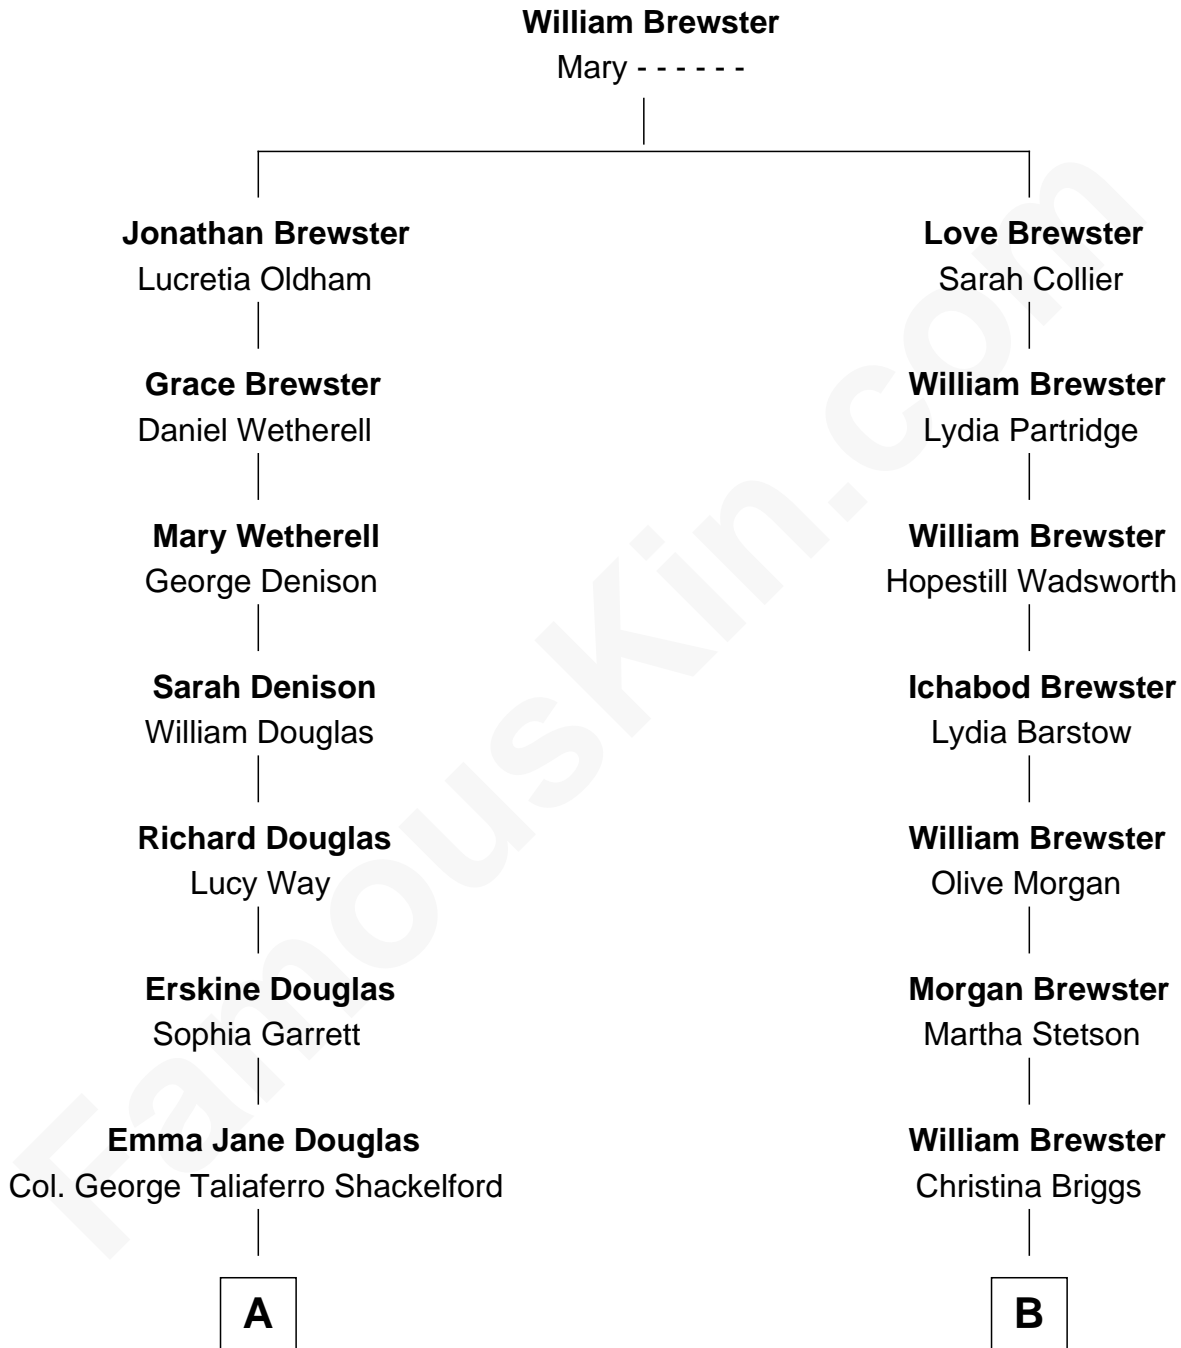 William Brewster
Mary - - - - - -
Jonathan Brewster
Lucretia Oldham
Love Brewster
Sarah Collier
Grace Brewster
Daniel Wetherell
William Brewster
Lydia Partridge
Mary Wetherell
George Denison
William Brewster
Hopestill Wadsworth
Sarah Denison
William Douglas
Ichabod Brewster
Lydia Barstow
Richard Douglas
Lucy Way
William Brewster
Olive Morgan
Erskine Douglas
Sophia Garrett
Morgan Brewster
Martha Stetson
Emma Jane Douglas
Col. George Taliaferro Shackelford
William Brewster
Christina Briggs
A
B
FamousKin.com